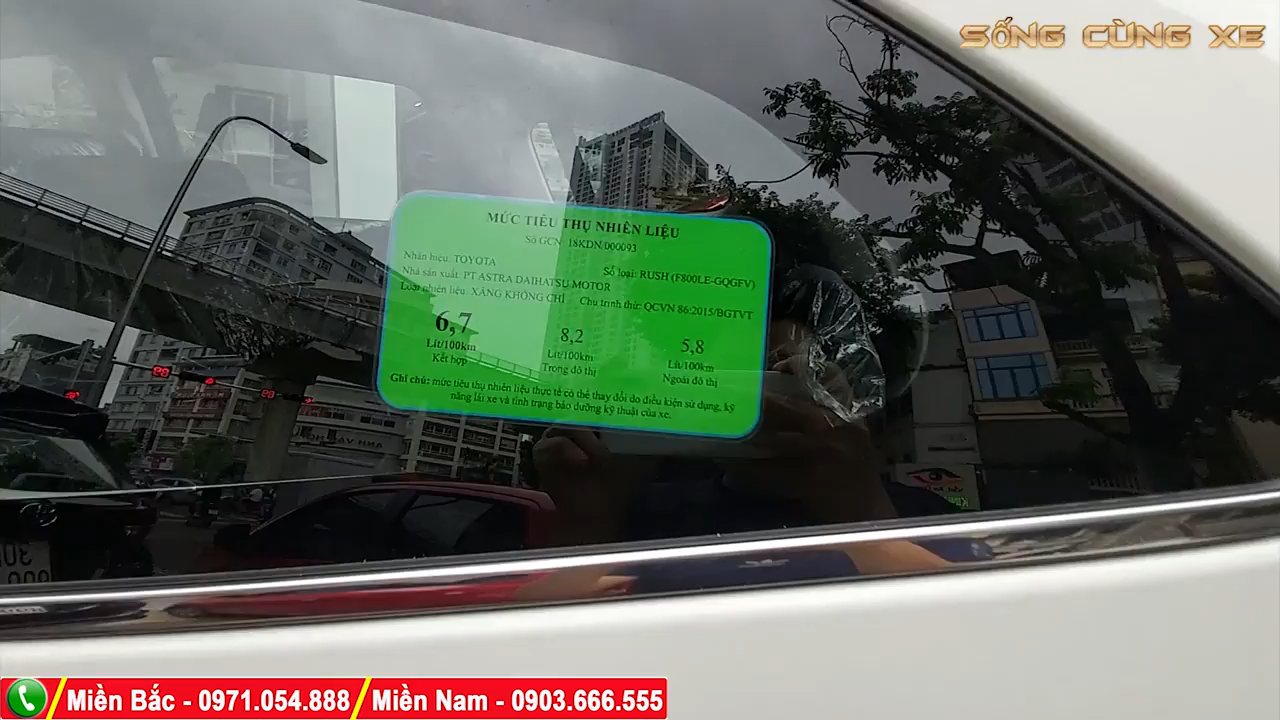 SỐNG CÙNG XE
MỨC TIÊU THỤ NHIÊN LIỆU
Số GCN: 18KDN/000093
Nhãn hiệu: TOYOTA
Số loại: RUSH (F800LE-GQGFV)
Nhà sản xuất: PT ASTRA DAIHATSU MOTOR
Loại nhiên liệu: XĂNG KHÔNG CHÌ
Chu trình thử: QCVN 86:2015/BGTVT
6,7
8,2
5,8
Lít/100km
Lít/100km
Lít/100km
Kết hợp
Trong đô thị
Ngoài đô thị
Ghi chú: mức tiêu thụ nhiên liệu thực tế có thể thay đổi do điều kiện sử dụng, kỹ
năng lái xe và tình trạng bảo dưỡng kỹ thuật của xe.
28
Miền Bắc - 0971.054.888
Miền Nam - 0903.666.555